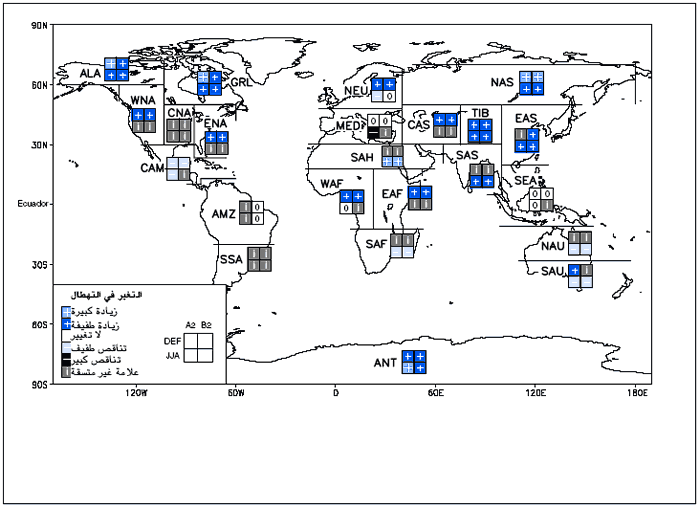 90N
ALA
GRL
NEU
NAS
60N
WNA
CNA
ENA
MED
CAS
TIB
EAS
30N
CAM
SAH
SAS
WAF
EAF
SEA
Ecuador
AMZ
SSA
SAF
NAU
SAU
30S
التغير في التهطال
زيادة كبيرة
زيادة طفيفة
لا تغيير
تناقص طفيف
تناقص كبير
علامة غير متسقة
A2 B2
DEF
JJA
60S
ANT
90S
120W 60W 0 60E 120E 180E